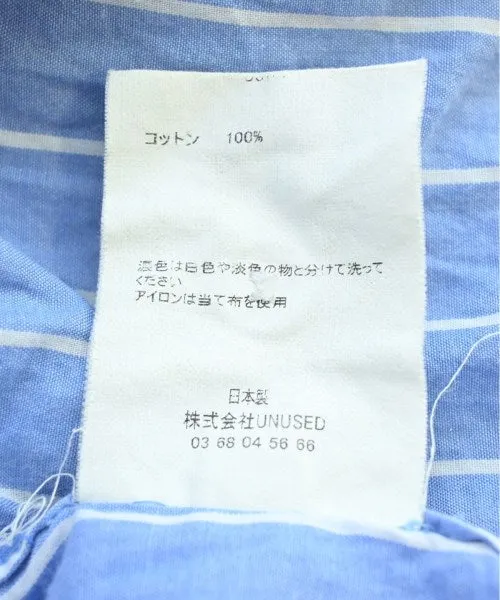 コットン 100%
濃色は白色や淡色の物と分けて洗って
ください
アイロンは当て布を使用
日本製
株式会社UNUSED
03 68 04 56 66